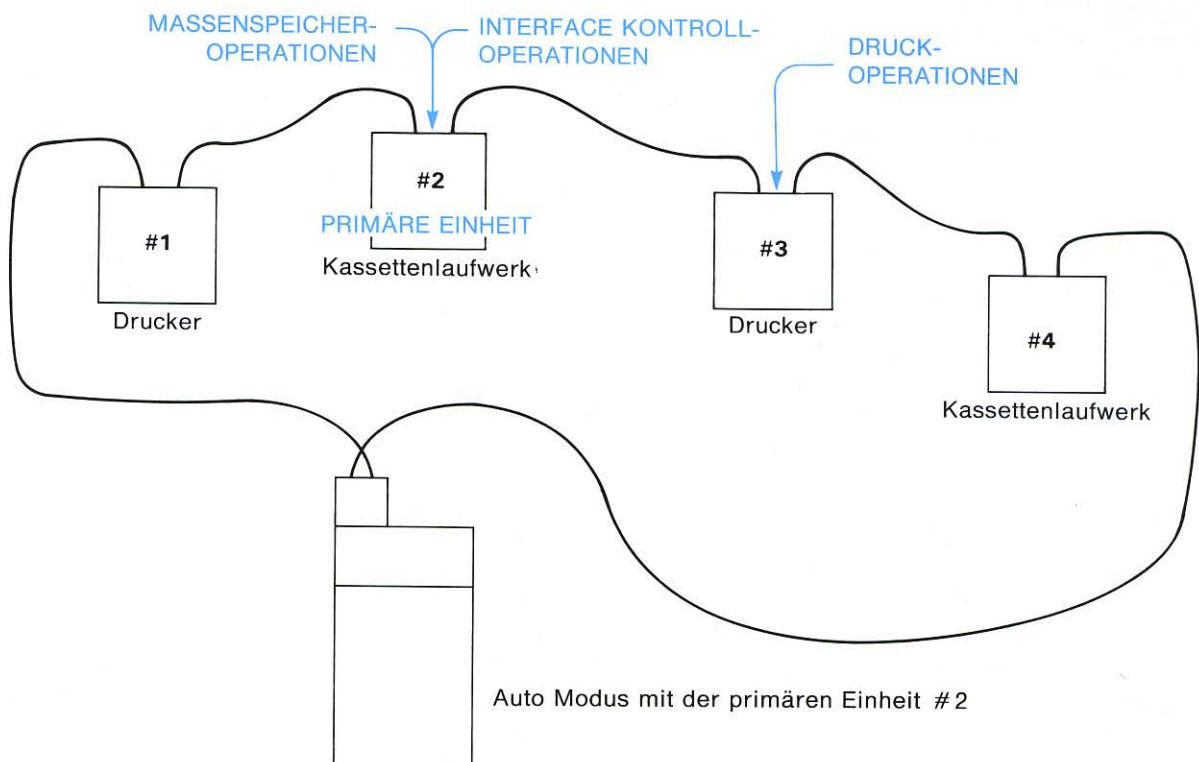 MASSENSPEICHER-
OPERATIONEN
INTERFACE KONTROLL-
OPERATIONEN
DRUCK-
OPERATIONEN
#1
Drucker
#2
PRIMÄRE EINHEIT
Kassettenlaufwerk
#3
Drucker
#4
Kassettenlaufwerk
Auto Modus mit der primären Einheit #2